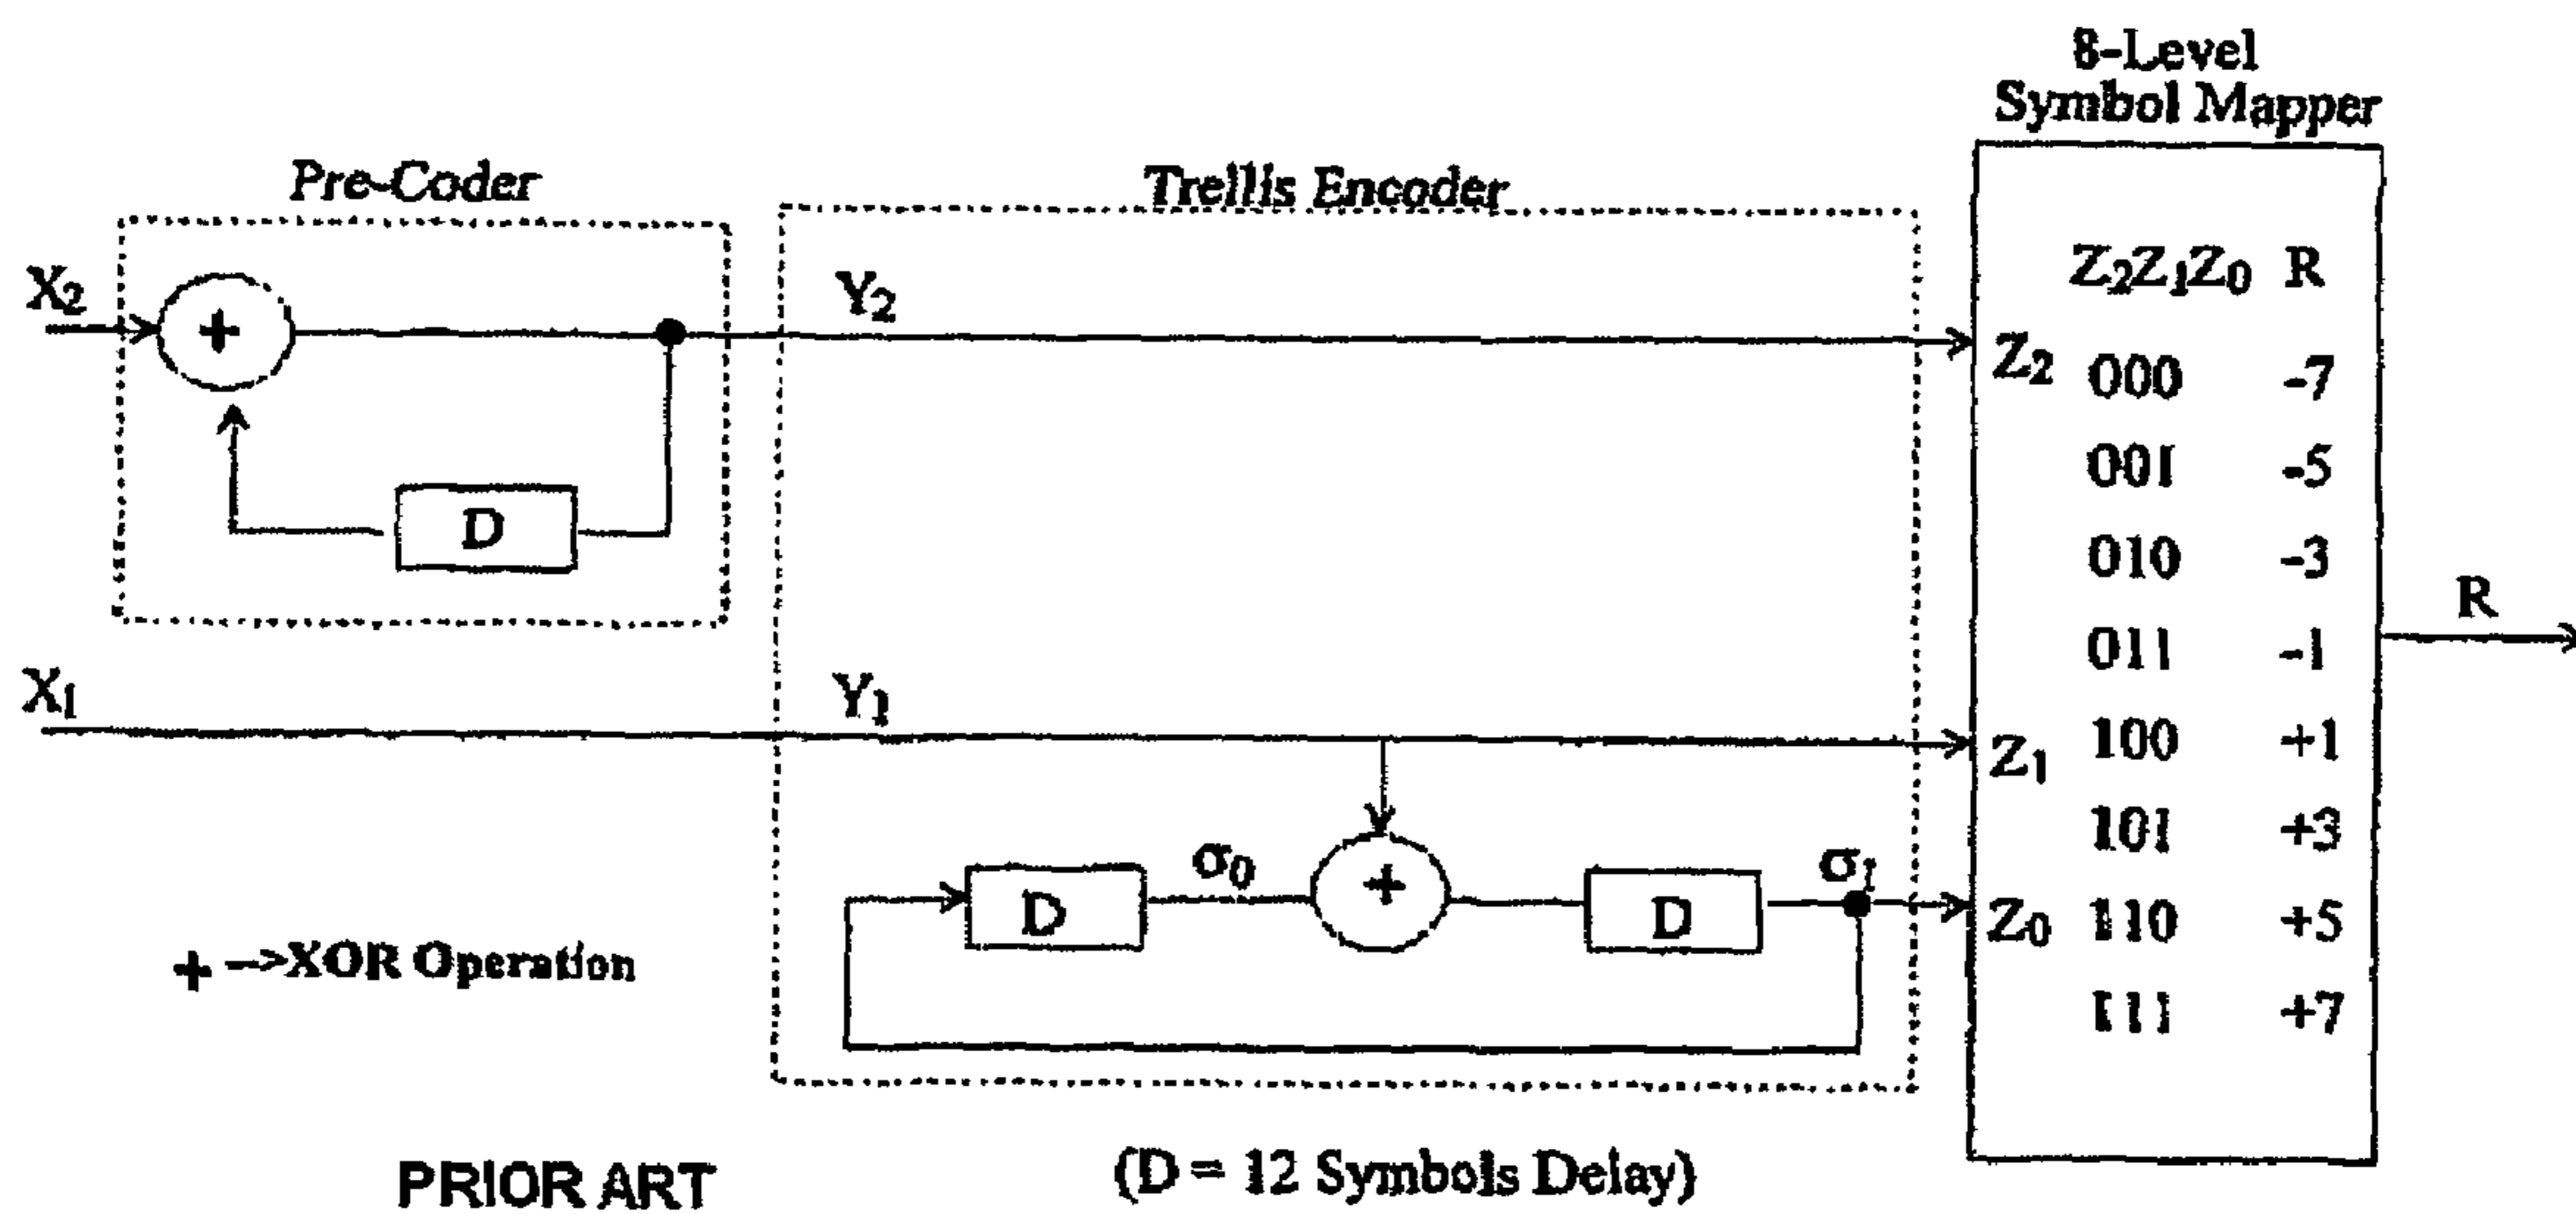 8-Level
Symbol Mapper
Pre-Coder
Trellis Encoder
X2
Y2
Z2Z1Z0 R
Z2
000 -7
001 -5
D
010 -3
011 -1
R
X1
Y1
Z1
100 +1
101 +3
+
D
σ0
+
D
σ1
Z0
110 +5
+ -->XOR Operation
111 +7
PRIOR ART
(D = 12 Symbols Delay)